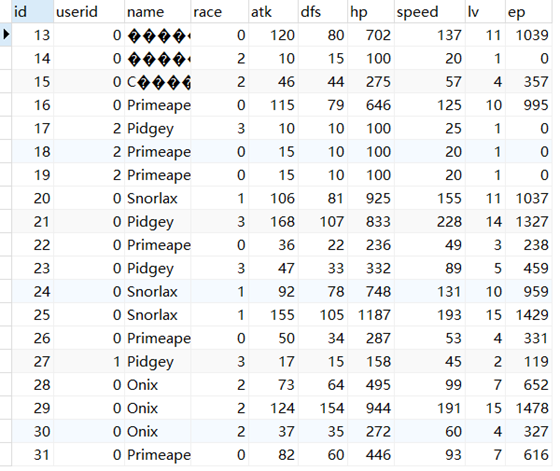 id userid name race atk dfs hp speed lv ep
13 0 ����� 0 120 80 702 137 11 1039
14 0 ����� 2 10 15 100 20 1 0
15 0 C���� 2 46 44 275 57 4 357
16 0 Primeape 0 115 79 646 125 10 995
17 2 Pidgey 3 10 10 100 25 1 0
18 2 Primeape 0 15 10 100 20 1 0
19 2 Primeape 0 15 10 100 20 1 0
20 0 Snorlax 1 106 81 925 155 11 1037
21 0 Pidgey 3 168 107 833 228 14 1327
22 0 Primeape 0 36 22 236 49 3 238
23 0 Pidgey 3 47 33 332 89 5 459
24 0 Snorlax 1 92 78 748 131 10 959
25 0 Snorlax 1 155 105 1187 193 15 1429
26 0 Primeape 0 50 34 287 53 4 331
27 1 Pidgey 3 17 15 158 45 2 119
28 0 Onix 2 73 64 495 99 7 652
29 0 Onix 2 124 154 944 191 15 1478
30 0 Onix 2 37 35 272 60 4 327
31 0 Primeape 0 82 60 446 93 7 616